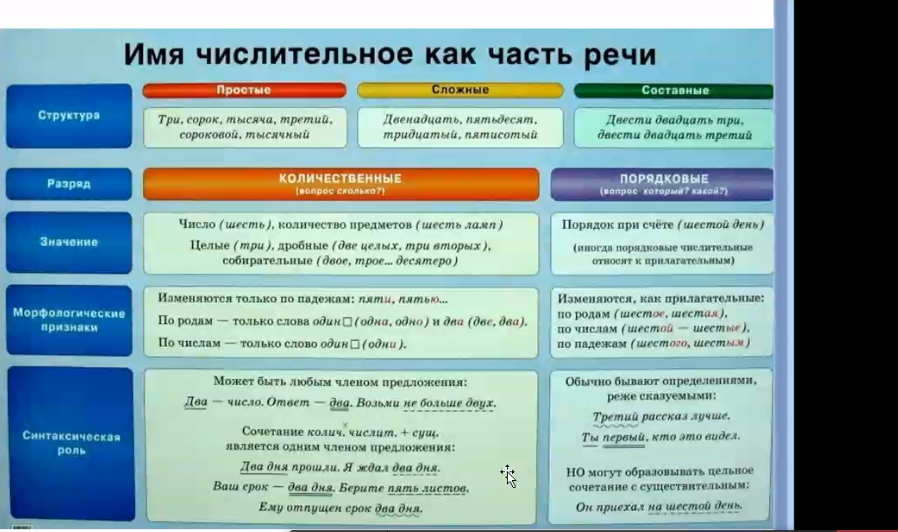 Имя числительное как часть речи
Структура
Простые
Три, сорок, тысяча, третий,
сороковой, тысячный
Сложные
Двенадцать, пятьдесят,
тридцатый, пятисотый
Составные
Двести двадцать три,
двести двадцать третий
Разряд
КОЛИЧЕСТВЕННЫЕ
(вопрос сколько?)
ПОРЯДКОВЫЕ
(вопрос который? какой?)
Значение
Число (шесть), количество предметов (шесть ламп)
Целые (три), дробные (две целых, три вторых),
собирательные (двое, трое... десятеро)
Порядок при счёте (шестой день)
(иногда порядковые числительные
относят к прилагательным)
Морфологические
признаки
Изменяются только по падежам: пяти, пятью...
По родам — только слова один□ (одна, одно) и два (две, два).
По числам — только слово один□ (одни).
Изменяются, как прилагательные:
по родам (шестое, шестая),
по числам (шестой — шестые),
по падежам (шестого, шестым)
Синтаксическая
роль
Может быть любым членом предложения:
Два — число. Ответ — два. Возьми не больше двух.
Сочетание колич. числит. + сущ.
является одним членом предложения:
Два дня прошли. Я ждал два дня.
Ваш срок — два дня. Берите пять листов.
Ему отпущен срок два дня.
Обычно бывают определениями,
реже сказуемыми:
Третий рассказ лучше.
Ты первый, кто это видел.
НО могут образовывать цельное
сочетание с существительным:
Он приехал на шестой день.